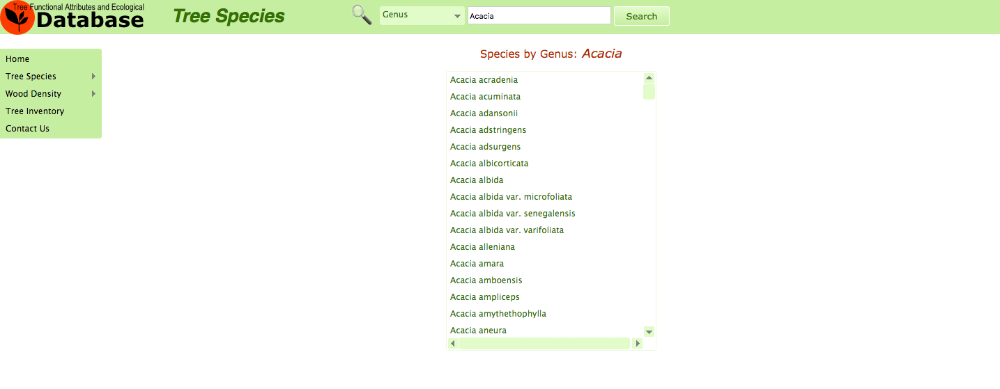 Tree Functional Attributes and Ecological
Database
Tree Species
Genus
Acacia
Search
Home
Tree Species
Wood Density
Tree Inventory
Contact Us
Species by Genus: Acacia
Acacia acradenia
Acacia acuminata
Acacia adansonii
Acacia adstringens
Acacia adsurgens
Acacia albicorticata
Acacia albida
Acacia albida var. microfoliata
Acacia albida var. senegalensis
Acacia albida var. varifoliata
Acacia alleniana
Acacia amara
Acacia amboensis
Acacia ampliceps
Acacia amythethophylla
Acacia aneura